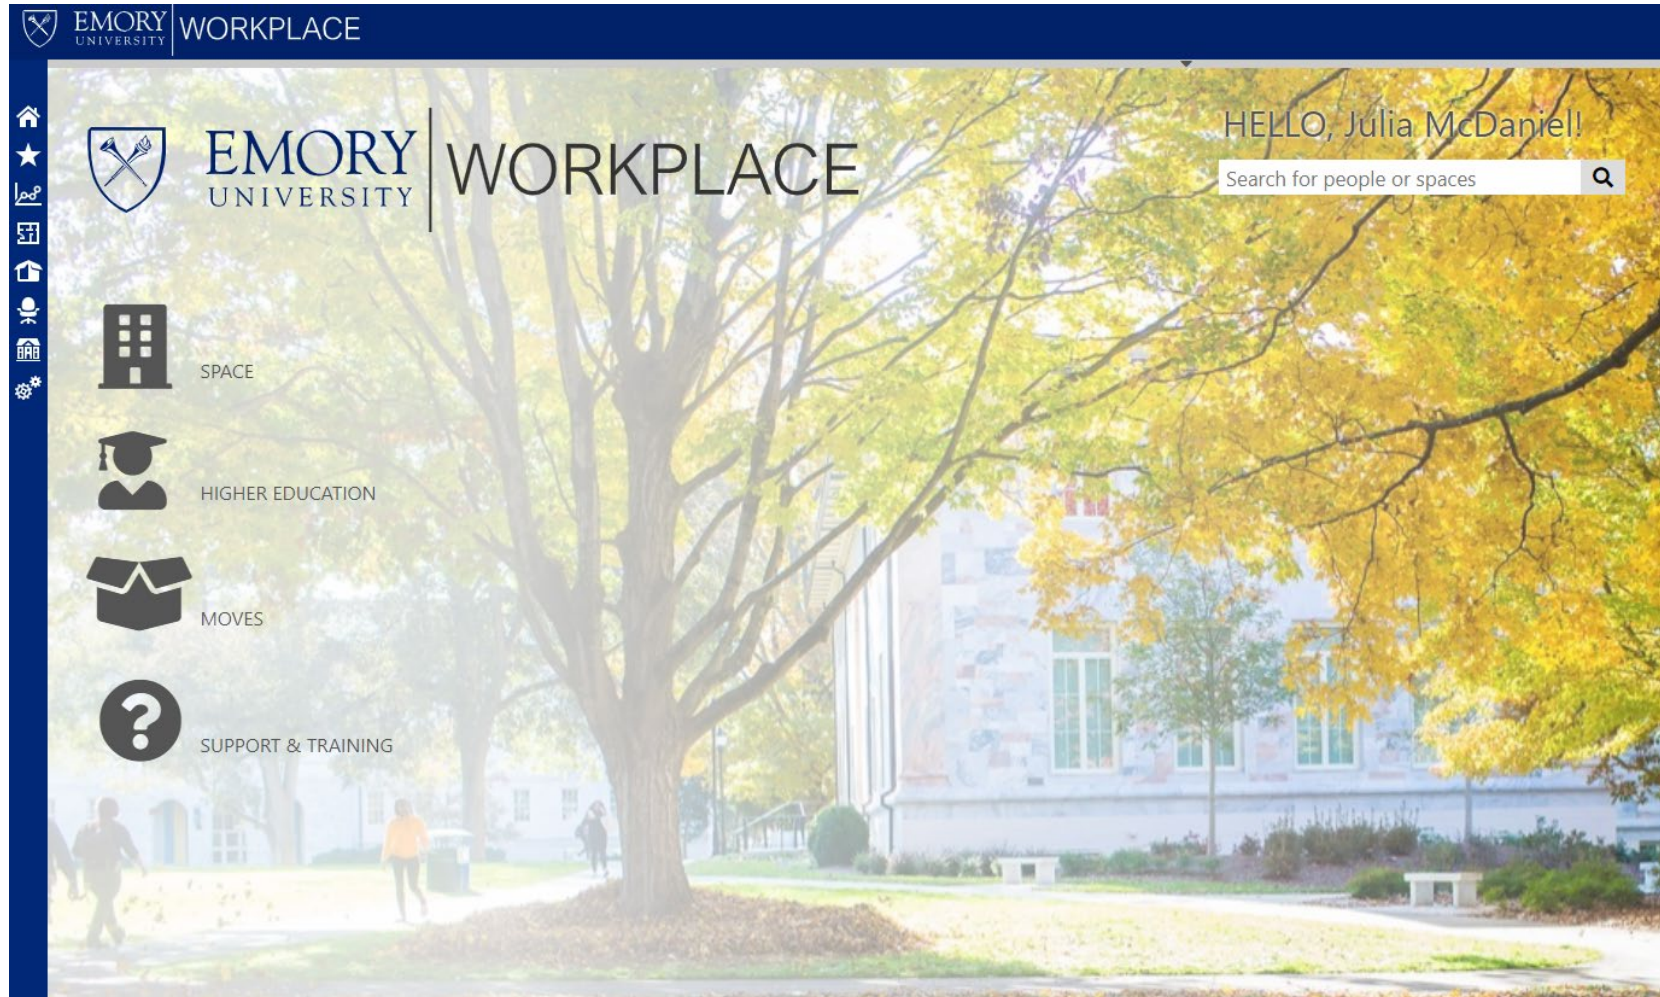 EMORY
UNIVERSITY
WORKPLACE
EMORY
UNIVERSITY
WORKPLACE
HELLO, Julia McDaniel!
Search for people or spaces
SPACE
HIGHER EDUCATION
MOVES
SUPPORT & TRAINING